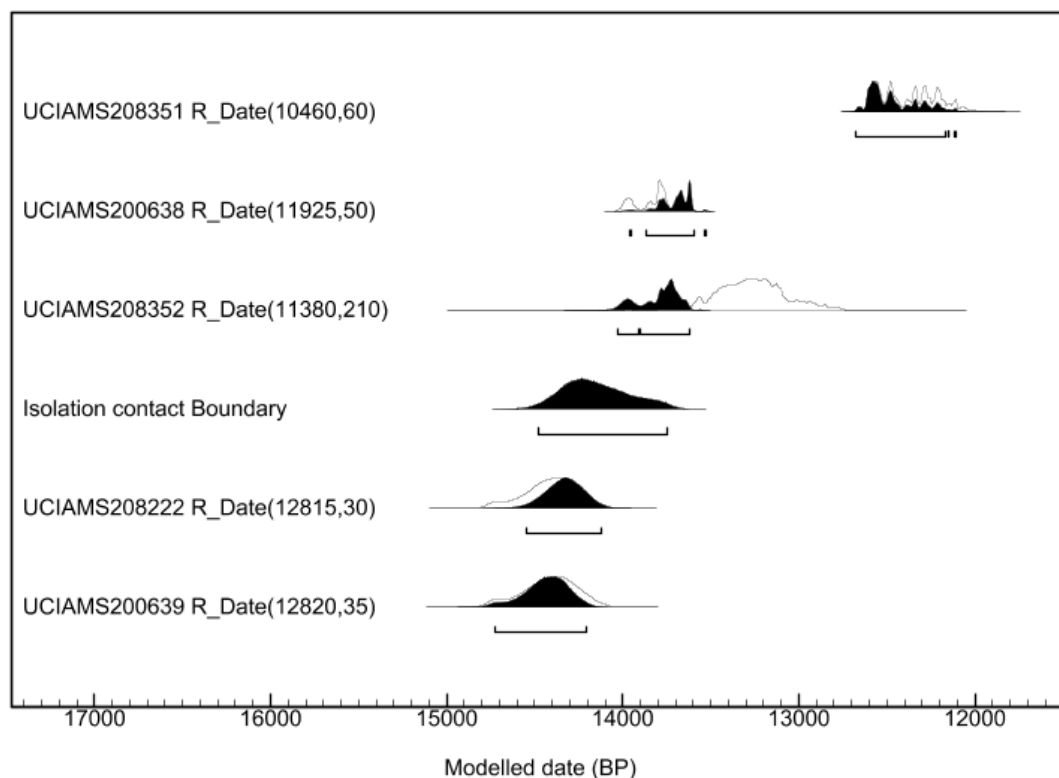 UCIAMS208351 R_Date(10460,60)
UCIAMS200638 R_Date(11925,50)
UCIAMS208352 R_Date(11380,210)
Isolation contact Boundary
UCIAMS208222 R_Date(12815,30)
UCIAMS200639 R_Date(12820,35)
17000 16000 15000 14000 13000 12000
Modelled date (BP)